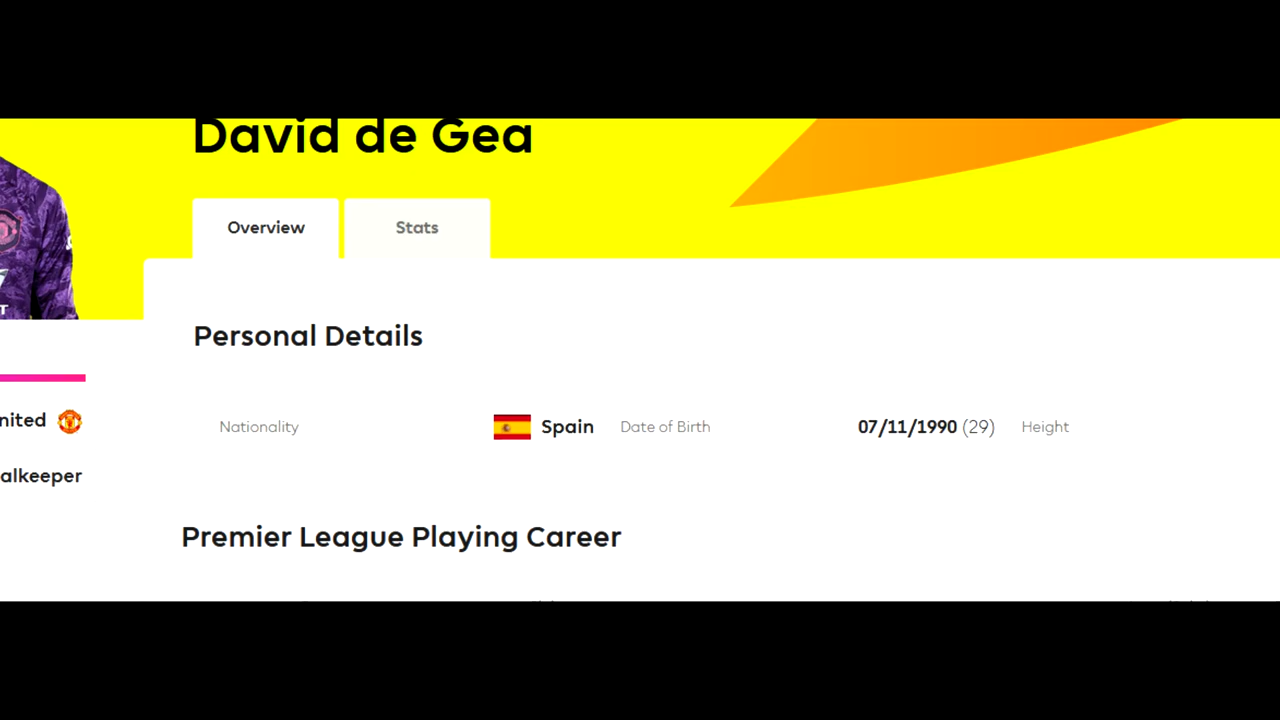 David de Gea
Overview Stats
Personal Details
nited
Nationality Spain Date of Birth 07/11/1990 (29) Height
alkeeper
Premier League Playing Career